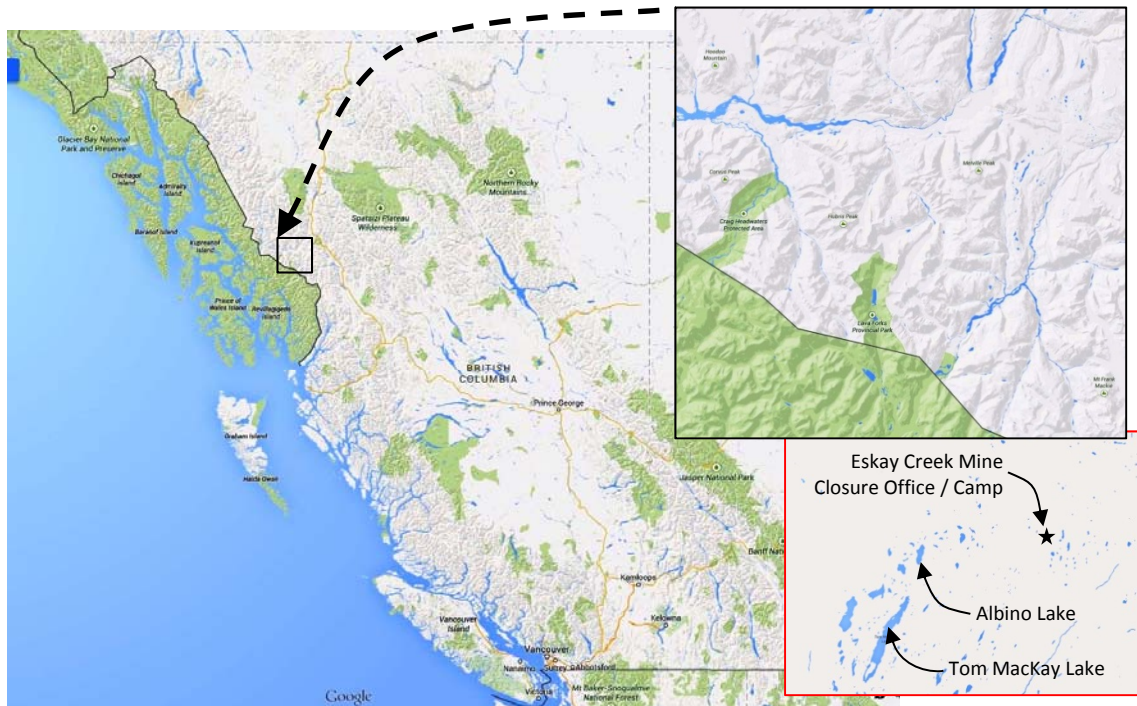 Glacier Bay National
Park and Preserve
Chichagof
Island
Admiralty
Island
Baranof Island
Kupreanof
Island
Prince of
Wales Island
Revillagigedo
Island
Graham Island
Haida Gwaii
Spatsizi Plateau
Wilderness
Northern Rocky
Mountains
BRITISH
COLUMBIA
Prince George
Jasper National Park
Banff Nati
Kamloops
Kelowna
Vancouver
Island
Vancouver
Nanaimo
Surrey
Abbotsford
Victoria
Mt Baker-Snoqualmie
National Forest
Google
Hoodoo
Mountain
Melville Peak
Craig Headwaters
Protected Area
Lava Forks
Provincial Park
Mt Frank
Mackie
Eskay Creek Mine
Closure Office / Camp
Albino Lake
Tom MacKay Lake